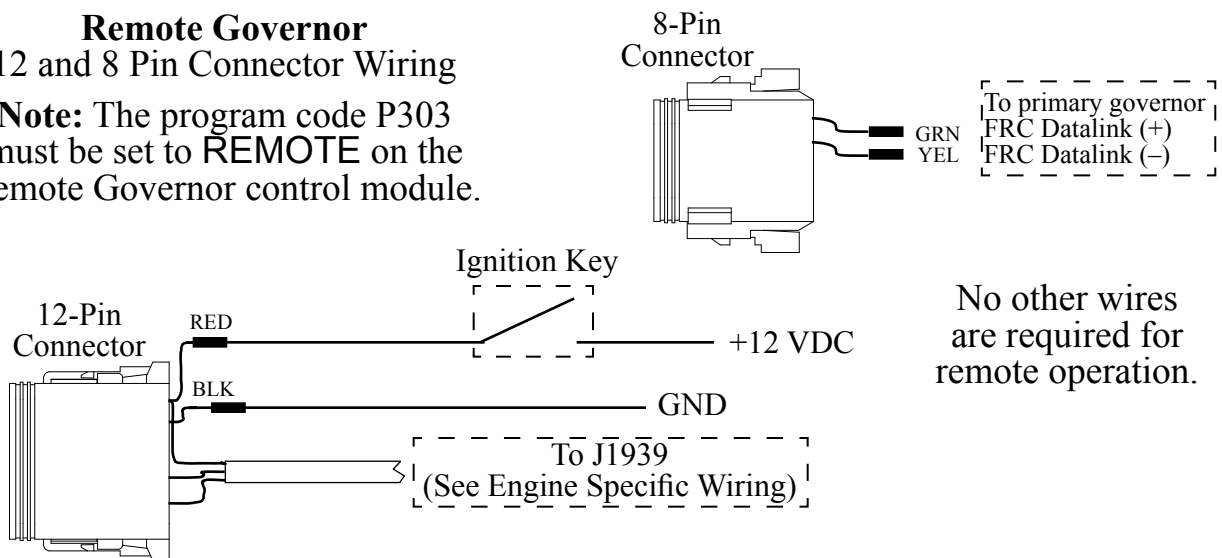 Remote Governor
12 and 8 Pin Connector Wiring
Note: The program code P303
must be set to REMOTE on the
Remote Governor control module.
8-Pin
Connector
GRN
YEL
To primary governor
FRC Datalink (+)
FRC Datalink (–)
Ignition Key
12-Pin
Connector
RED
+12 VDC
BLK
GND
To J1939
(See Engine Specific Wiring)
No other wires
are required for
remote operation.